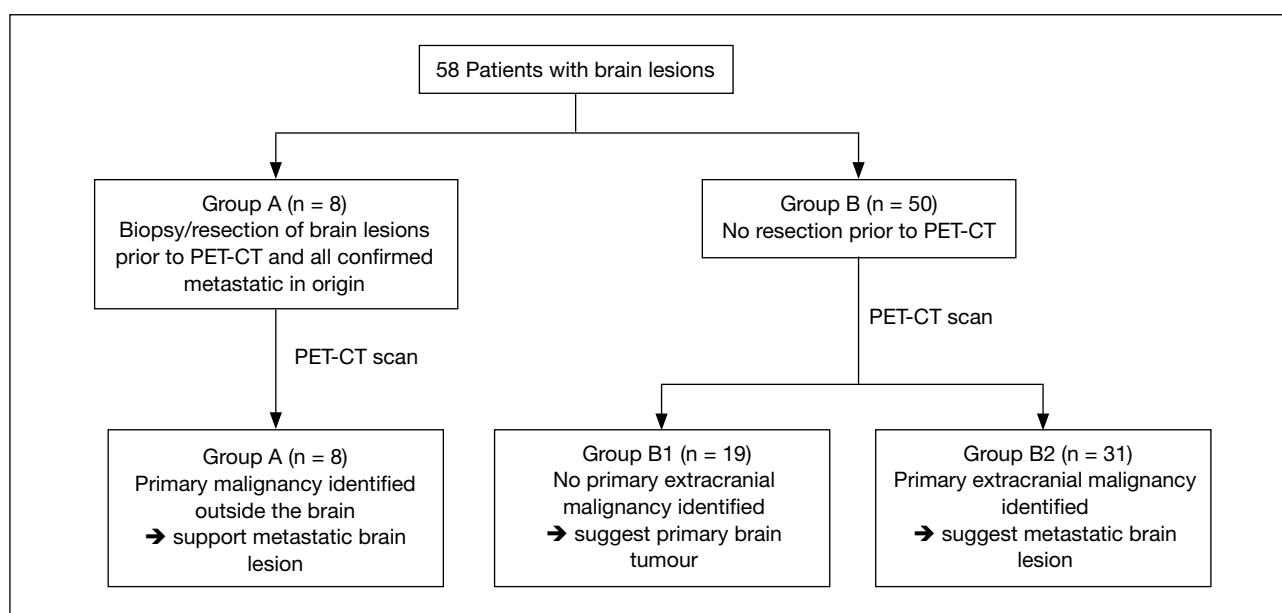 58 Patients with brain lesions
Group A (n = 8)
Biopsy/resection of brain lesions
prior to PET-CT and all confirmed
metastatic in origin
Group B (n = 50)
No resection prior to PET-CT
PET-CT scan
PET-CT scan
Group A (n = 8)
Primary malignancy identified
outside the brain
➔ support metastatic brain
lesion
Group B1 (n = 19)
No primary extracranial
malignancy identified
➔ suggest primary brain
tumour
Group B2 (n = 31)
Primary extracranial malignancy
identified
➔ suggest metastatic brain
lesion